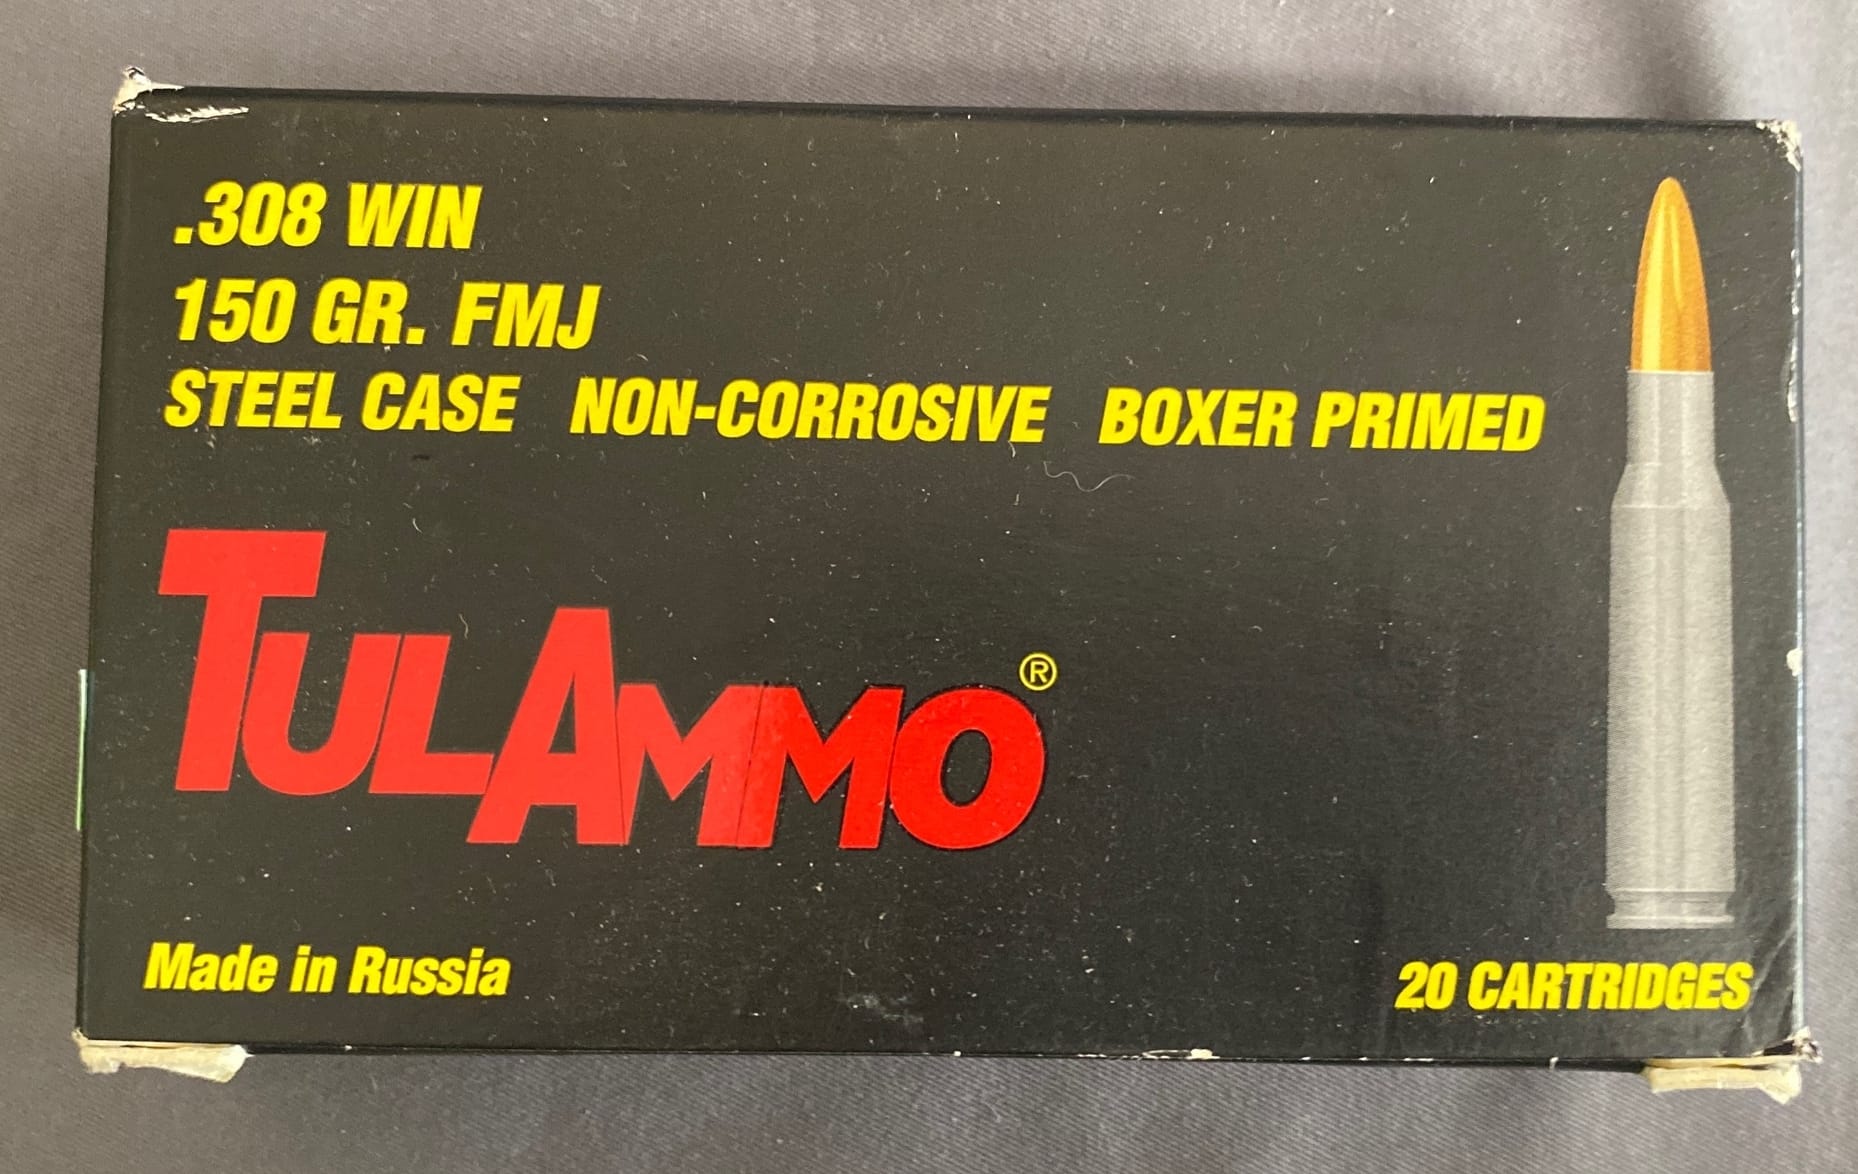 .308 WIN
150 GR. FMJ
STEEL CASE NON-CORROSIVE BOXER PRIMED
TULAMMO®
Made in Russia
20 CARTRIDGES